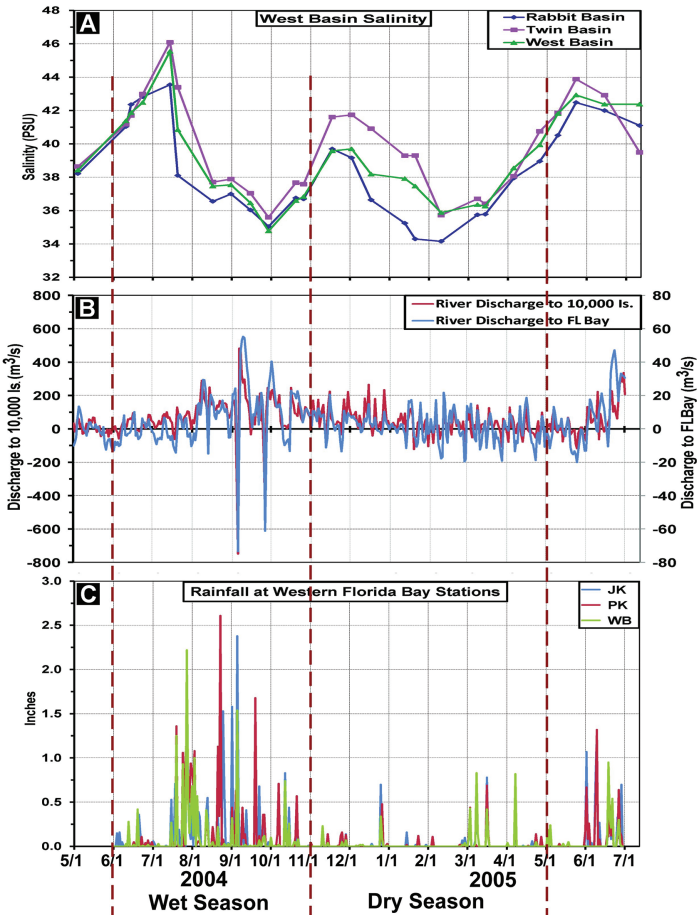 A
West Basin Salinity
Rabbit Basin
Twin Basin
West Basin
48
46
44
42
40
38
36
34
32
Salinity (PSU)
B
River Discharge to 10,000 Is.
River Discharge to FL Bay
800
600
400
200
0
-200
-400
-600
-800
Discharge to 10,000 Is. (m³/s)
80
60
40
20
0
-20
-40
-60
-80
Discharge to FLBay (m³/s)
C
Rainfall at Western Florida Bay Stations
JK
PK
WB
3.0
2.5
2.0
1.5
1.0
0.5
0.0
Inches
5/1 6/1 7/1 8/1 9/1 10/1 11/1 12/1 1/1 2/1 3/1 4/1 5/1 6/1 7/1
2004 2005
Wet Season Dry Season